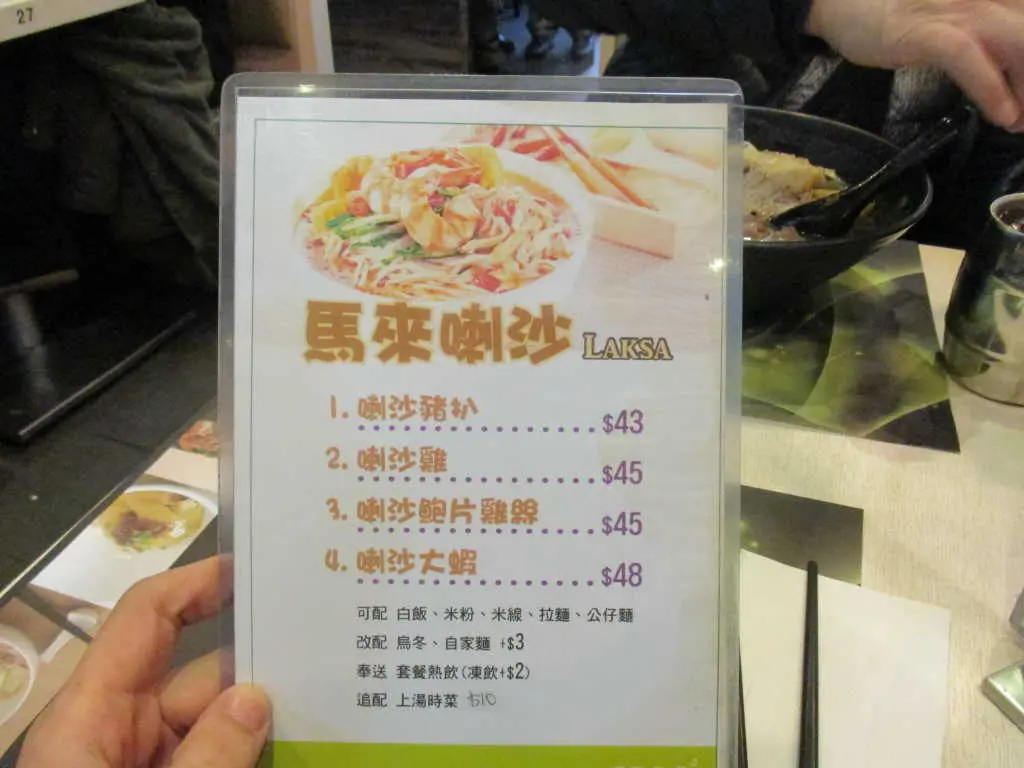 27
馬來喇沙 LAKSA
1. 喇沙豬扒 $43
2. 喇沙雞 $45
3. 喇沙鮑片雞絲 $45
4. 喇沙大蝦 $48
可配 白飯、米粉、米線、拉麵、公仔麵
改配 烏冬、自家麵 +$3
奉送 套餐熱飲(凍飲+$2)
追配 上湯時菜 $10